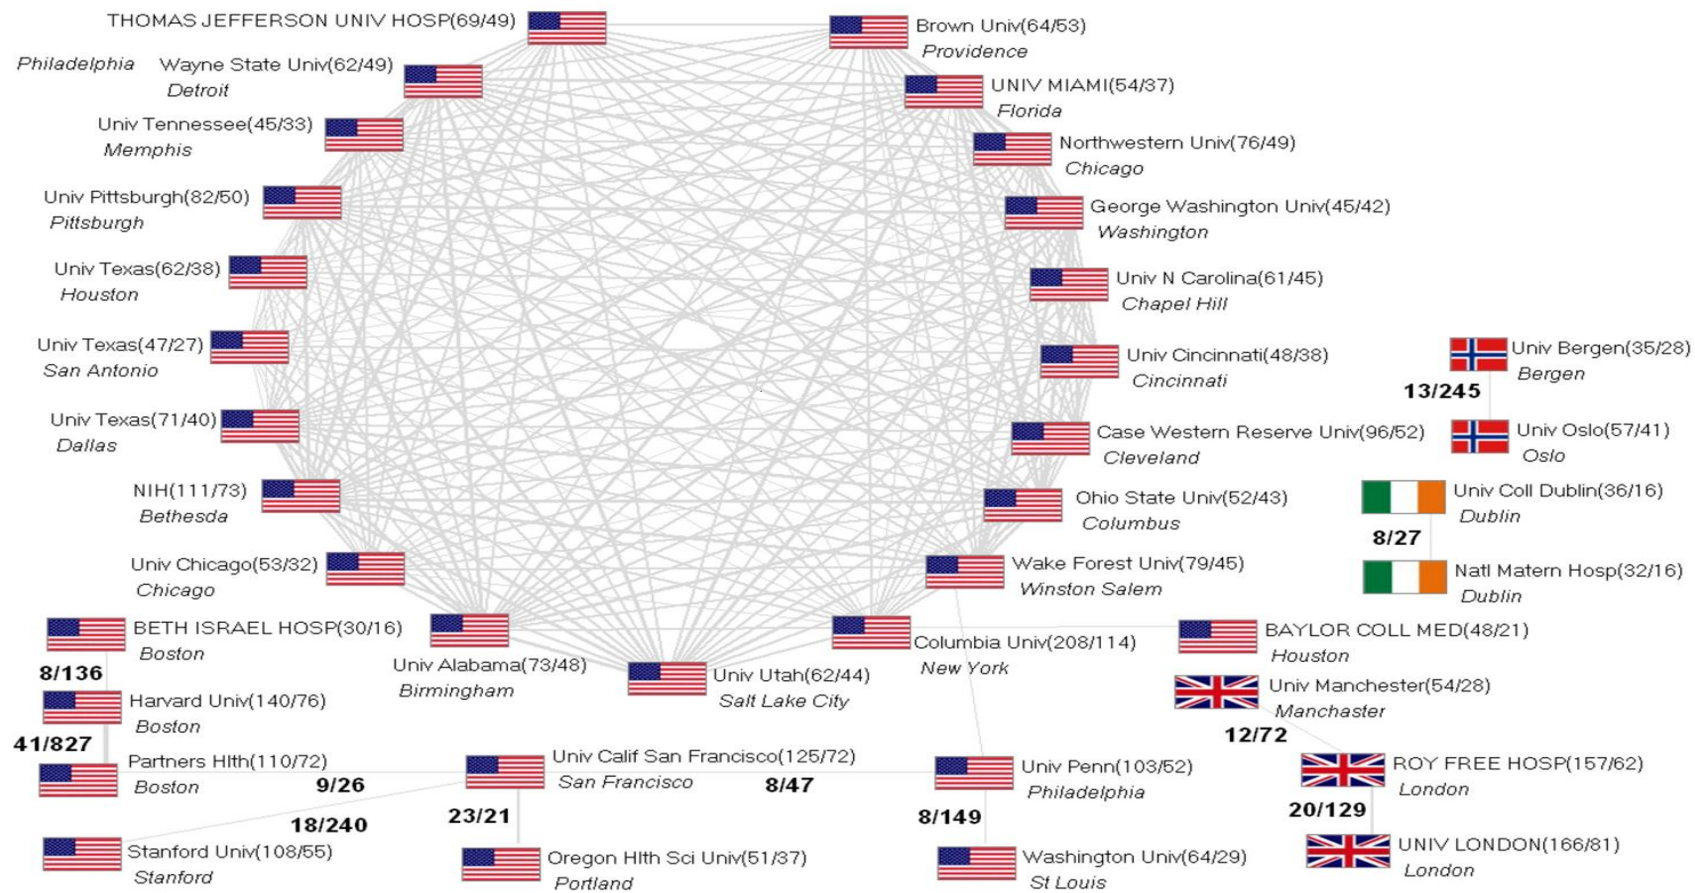 THOMAS JEFFERSON UNIV HOSP(69/49)
Philadelphia
Brown Univ(64/53)
Providence
Wayne State Univ(62/49)
Detroit
UNIV MIAMI(54/37)
Florida
Univ Tennessee(45/33)
Memphis
Northwestern Univ(76/49)
Chicago
Univ Pittsburgh(82/50)
Pittsburgh
George Washington Univ(45/42)
Washington
Univ Texas(62/38)
Houston
Univ N Carolina(61/45)
Chapel Hill
Univ Texas(47/27)
San Antonio
Univ Cincinnati(48/38)
Cincinnati
Univ Bergen(35/28)
Bergen
13/245
Univ Oslo(57/41)
Oslo
Univ Texas(71/40)
Dallas
Case Western Reserve Univ(96/52)
Cleveland
NIH(111/73)
Bethesda
Ohio State Univ(52/43)
Columbus
Univ Coll Dublin(36/16)
Dublin
8/27
Natl Matern Hosp(32/16)
Dublin
Univ Chicago(53/32)
Chicago
Wake Forest Univ(79/45)
Winston Salem
BETH ISRAEL HOSP(30/16)
Boston
8/136
Univ Alabama(73/48)
Birmingham
Univ Utah(62/44)
Salt Lake City
Columbia Univ(208/114)
New York
BAYLOR COLL MED(48/21)
Houston
Univ Manchester(54/28)
Manchaster
12/72
Harvard Univ(140/76)
Boston
41/827
Partners Hlth(110/72)
Boston
9/26
Univ Calif San Francisco(125/72)
San Francisco
8/47
Univ Penn(103/52)
Philadelphia
ROY FREE HOSP(157/62)
London
20/129
18/240
23/21
8/149
Stanford Univ(108/55)
Stanford
Oregon Hlth Sci Univ(51/37)
Portland
Washington Univ(64/29)
St Louis
UNIV LONDON(166/81)
London